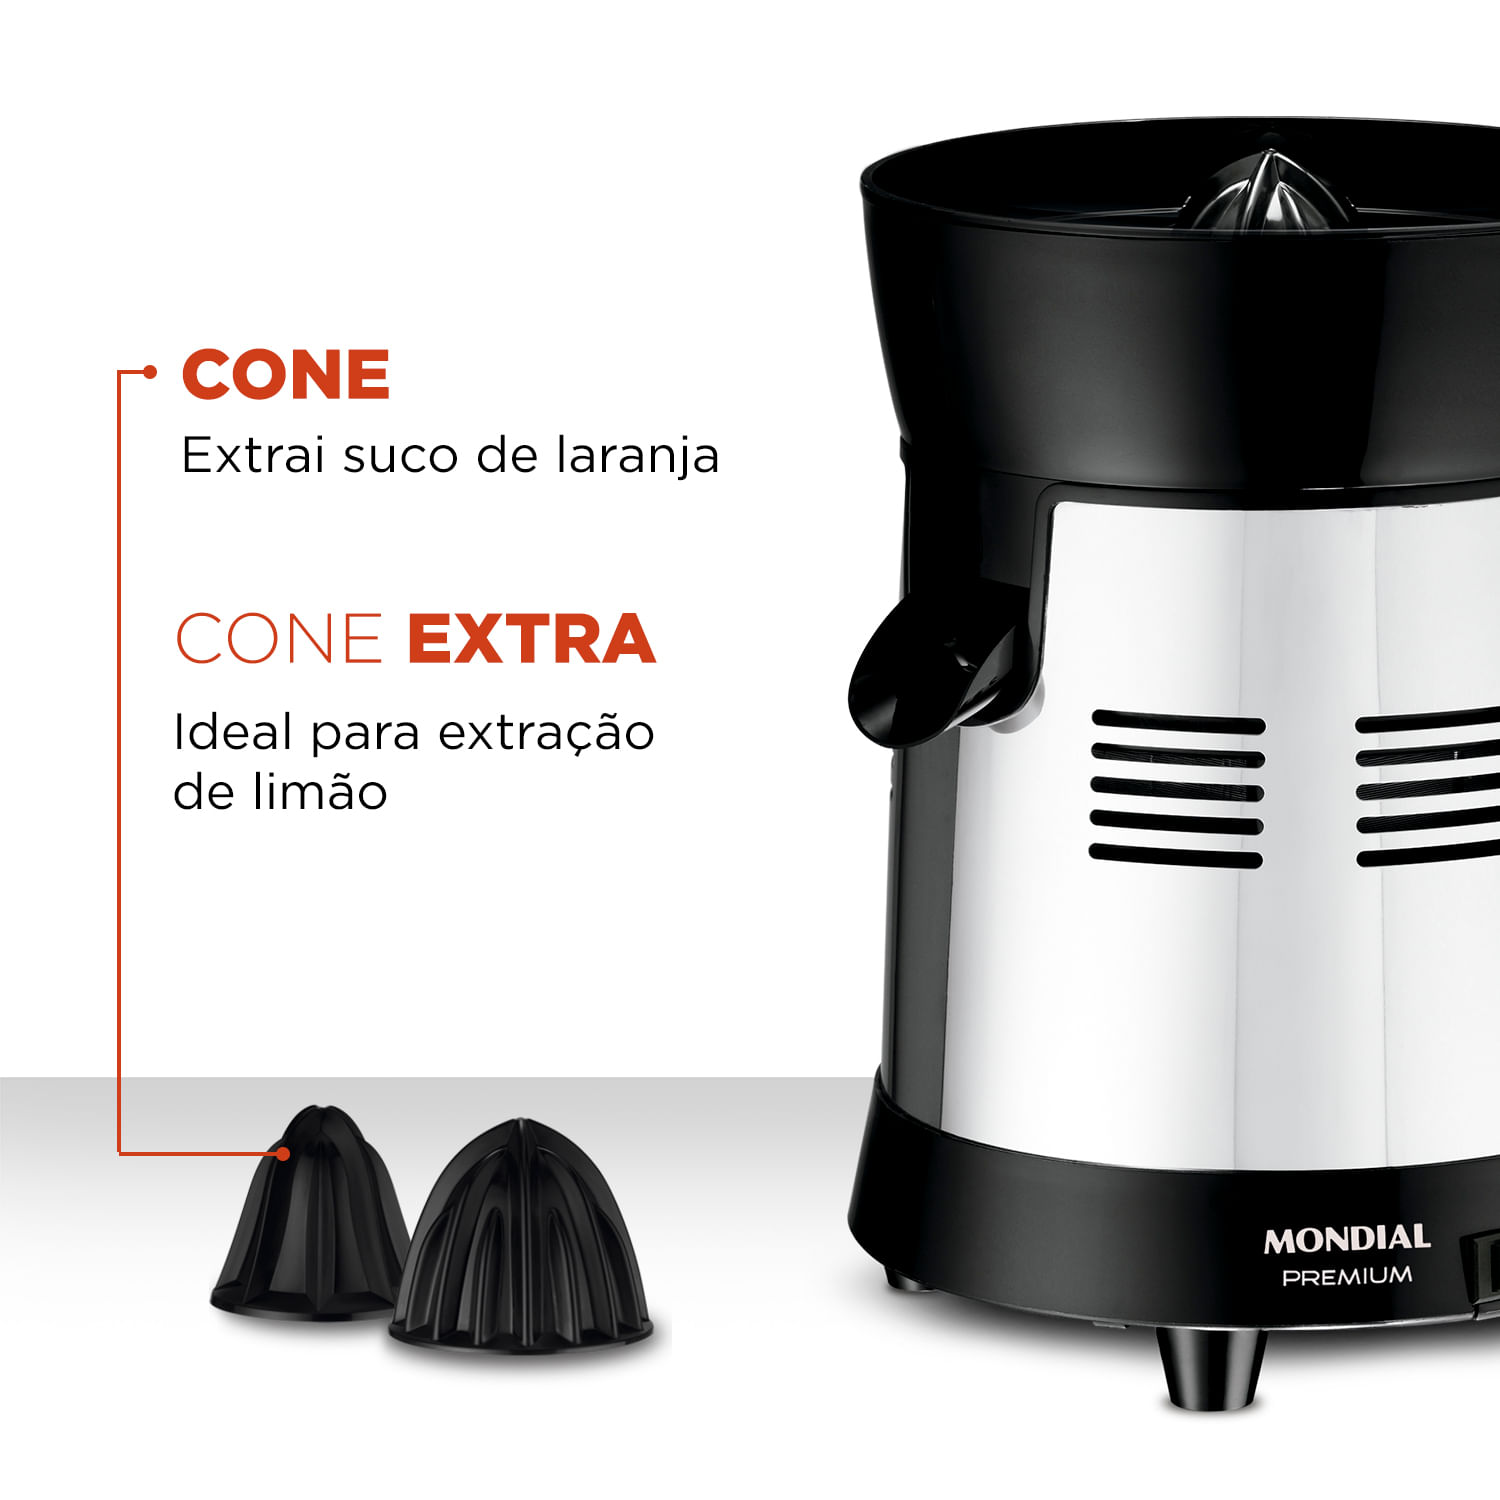 CONE
Extrai suco de laranja
CONE EXTRA
Ideal para extração
de limão
MONDIAL
PREMIUM